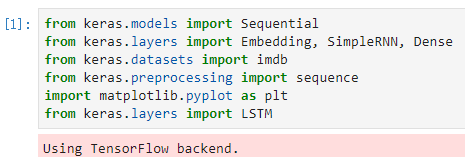 [1]: from keras.models import Sequential
from keras.layers import Embedding, SimpleRNN, Dense
from keras.datasets import imdb
from keras.preprocessing import sequence
import matplotlib.pyplot as plt
from keras.layers import LSTM
Using TensorFlow backend.